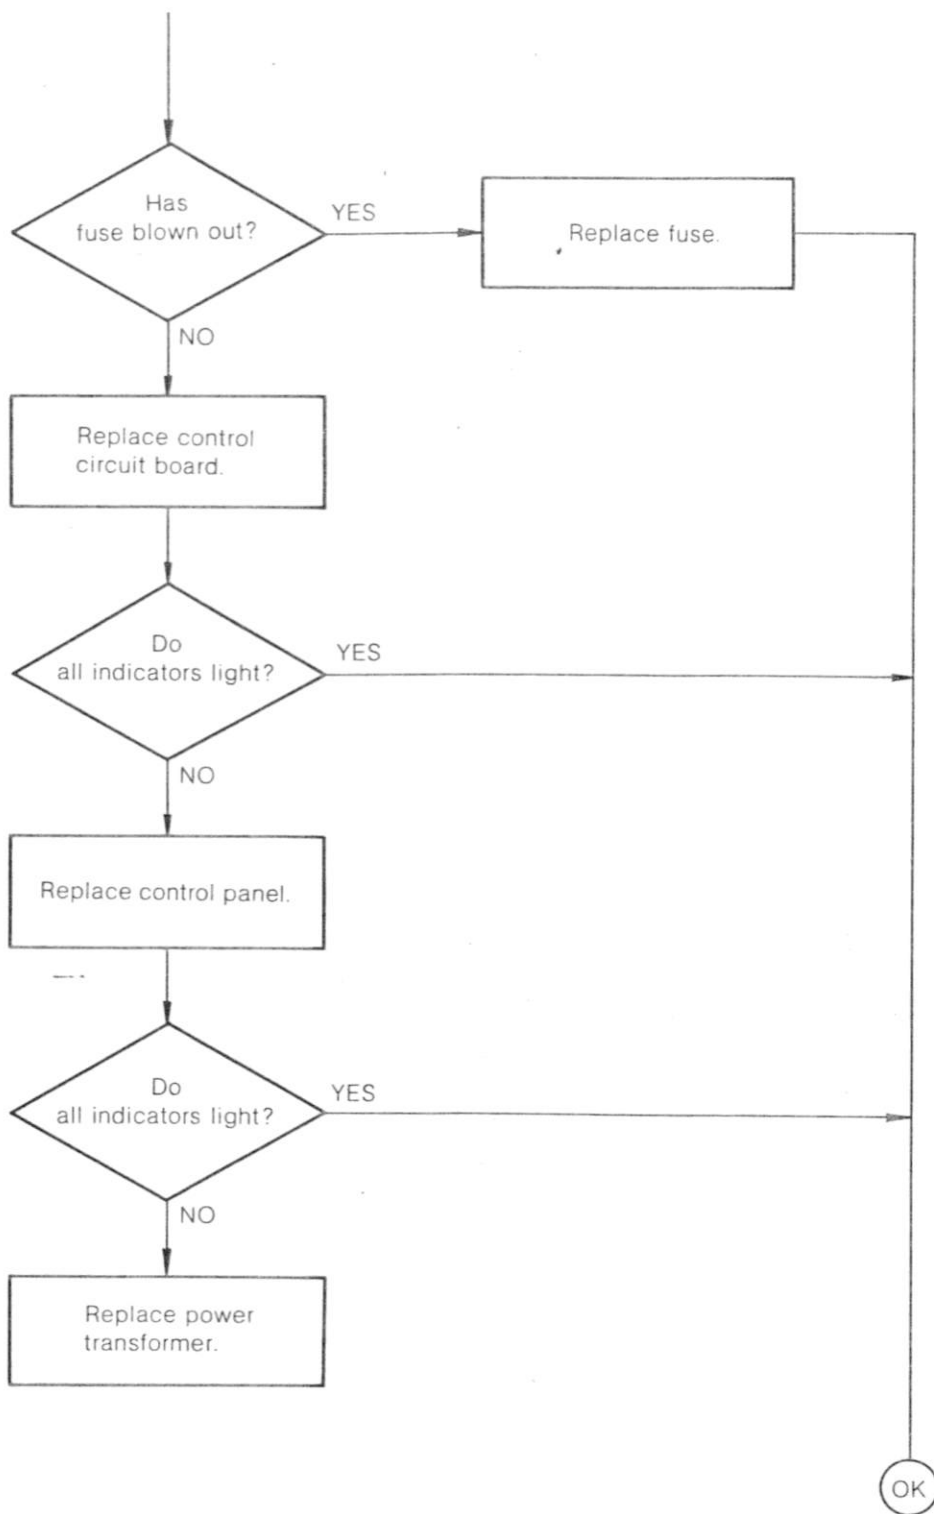 Has
fuse blown out?
YES
Replace fuse.
NO
Replace control
circuit board.
Do
all indicators light?
YES
NO
Replace control panel.
Do
all indicators light?
YES
NO
Replace power
transformer.
OK